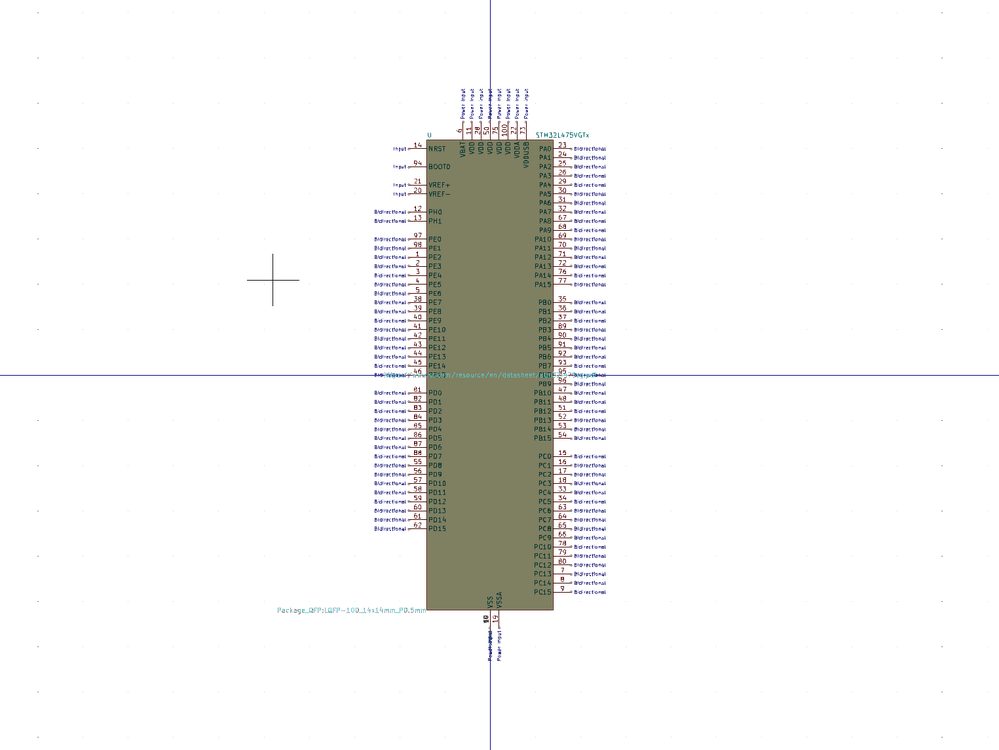 Power input Power input Power input Power input Power input Power input Power input Power input
6 11 28 50 75 100 22 73
U STM32L475VGTx
VBAT VDD VDD VDD VDD VDD VDDA VDDUSB
Input 14 NRST PA0 23 Bidirectional
PA1 24 Bidirectional
Input 94 BOOT0 PA2 25 Bidirectional
PA3 26 Bidirectional
Input 21 VREF+ PA4 29 Bidirectional
Input 20 VREF- PA5 30 Bidirectional
PA6 31 Bidirectional
Bidirectional 12 PH0 PA7 32 Bidirectional
Bidirectional 13 PH1 PA8 67 Bidirectional
PA9 68 Bidirectional
Bidirectional 97 PE0 PA10 69 Bidirectional
Bidirectional 98 PE1 PA11 70 Bidirectional
Bidirectional 1 PE2 PA12 71 Bidirectional
Bidirectional 2 PE3 PA13 72 Bidirectional
Bidirectional 3 PE4 PA14 76 Bidirectional
Bidirectional 4 PE5 PA15 77 Bidirectional
Bidirectional 5 PE6
Bidirectional 38 PE7 PB0 35 Bidirectional
Bidirectional 39 PE8 PB1 36 Bidirectional
Bidirectional 40 PE9 PB2 37 Bidirectional
Bidirectional 41 PE10 PB3 89 Bidirectional
Bidirectional 42 PE11 PB4 90 Bidirectional
Bidirectional 43 PE12 PB5 91 Bidirectional
Bidirectional 44 PE13 PB6 92 Bidirectional
Bidirectional 45 PE14 PB7 93 Bidirectional
46 /resource/en/datasheet/ 95
PB9 96 Bidirectional
Bidirectional 81 PD0 PB10 47 Bidirectional
Bidirectional 82 PD1 PB11 48 Bidirectional
Bidirectional 83 PD2 PB12 51 Bidirectional
Bidirectional 84 PD3 PB13 52 Bidirectional
Bidirectional 85 PD4 PB14 53 Bidirectional
Bidirectional 86 PD5 PB15 54 Bidirectional
Bidirectional 87 PD6
Bidirectional 88 PD7 PC0 15 Bidirectional
Bidirectional 55 PD8 PC1 16 Bidirectional
Bidirectional 56 PD9 PC2 17 Bidirectional
Bidirectional 57 PD10 PC3 18 Bidirectional
Bidirectional 58 PD11 PC4 33 Bidirectional
Bidirectional 59 PD12 PC5 34 Bidirectional
Bidirectional 60 PD13 PC6 63 Bidirectional
Bidirectional 61 PD14 PC7 64 Bidirectional
Bidirectional 62 PD15 PC8 65 Bidirectional
PC9 66 Bidirectional
PC10 78 Bidirectional
PC11 79 Bidirectional
PC12 80 Bidirectional
PC13 7 Bidirectional
PC14 8 Bidirectional
PC15 9 Bidirectional
VSS VSSA
Package_QFP:LQFP-100_14x14mm_P0.5mm
19
Power input